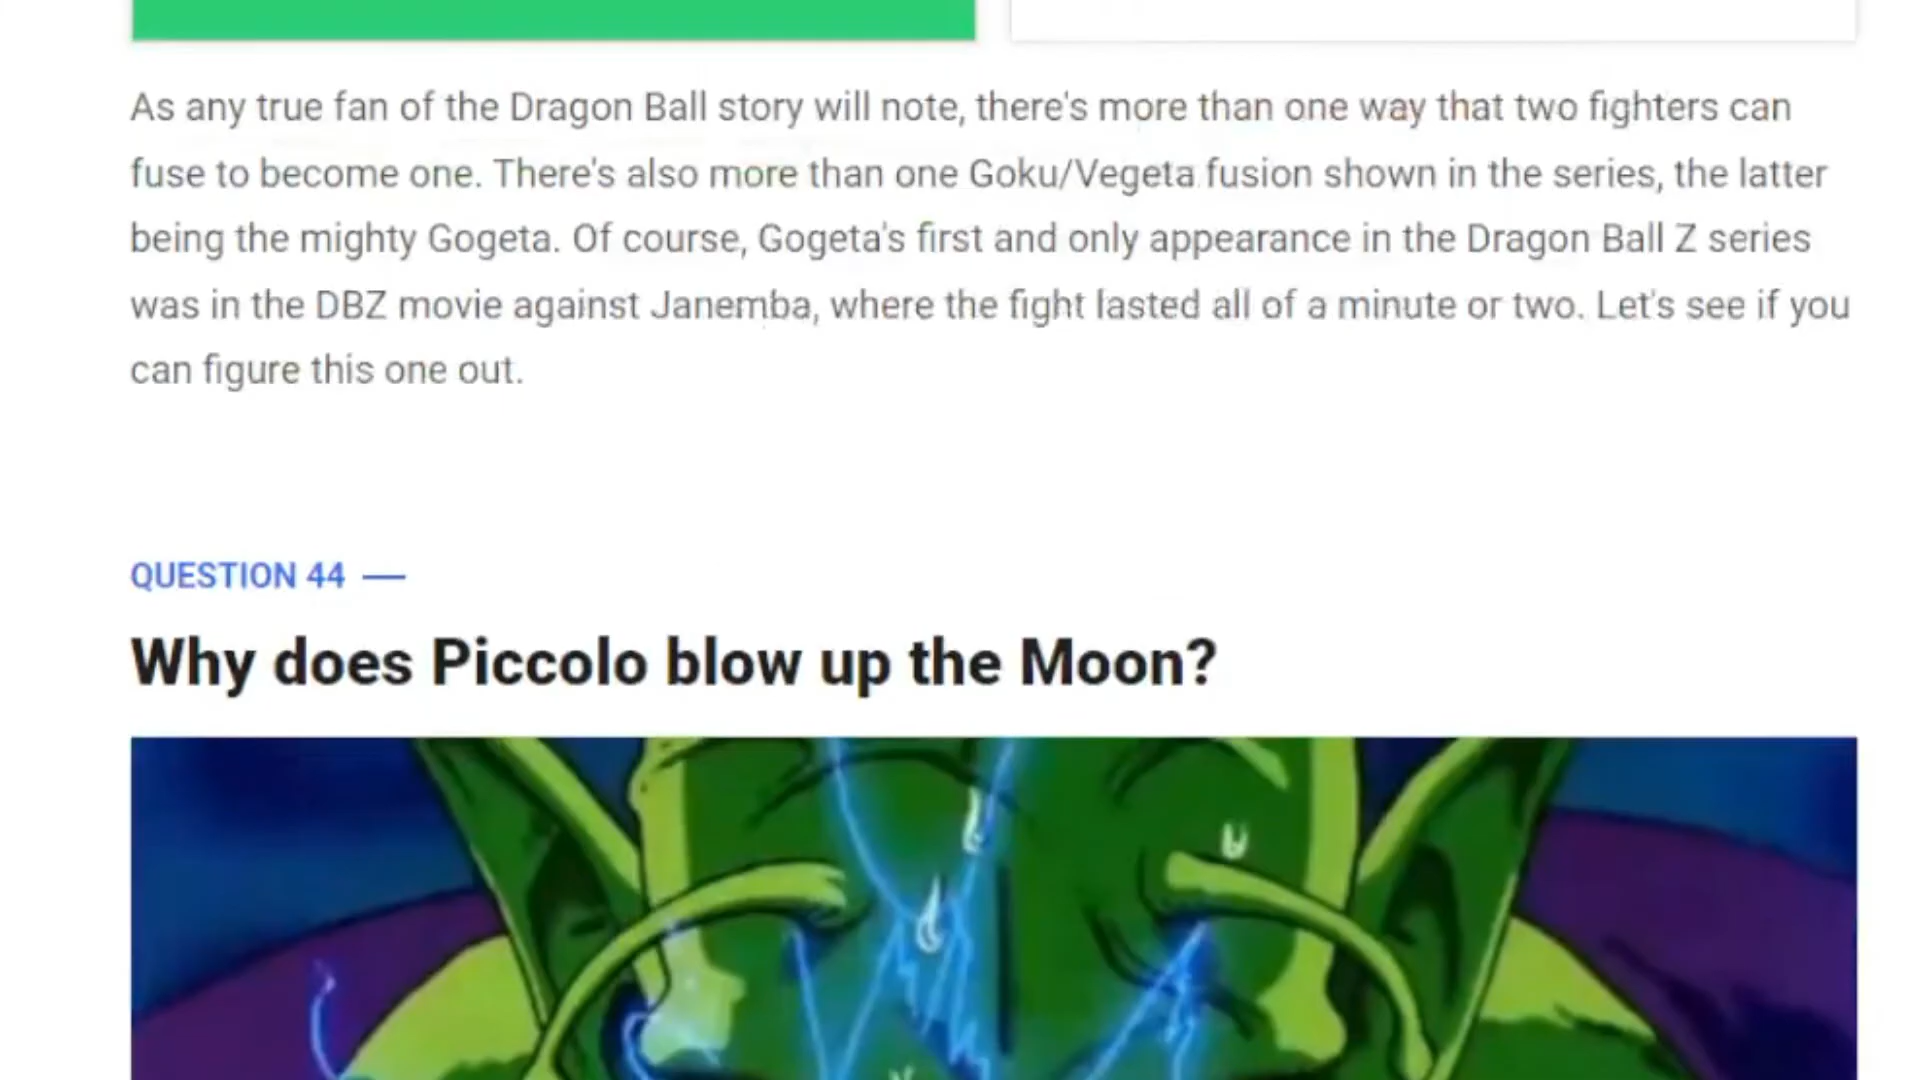 As any true fan of the Dragon Ball story will note, there's more than one way that two fighters can
fuse to become one. There's also more than one Goku/Vegeta fusion shown in the series, the latter
being the mighty Gogeta. Of course, Gogeta's first and only appearance in the Dragon Ball Z series
was in the DBZ movie against Janemba, where the fight lasted all of a minute or two. Let's see if you
can figure this one out.
QUESTION 44
Why does Piccolo blow up the Moon?